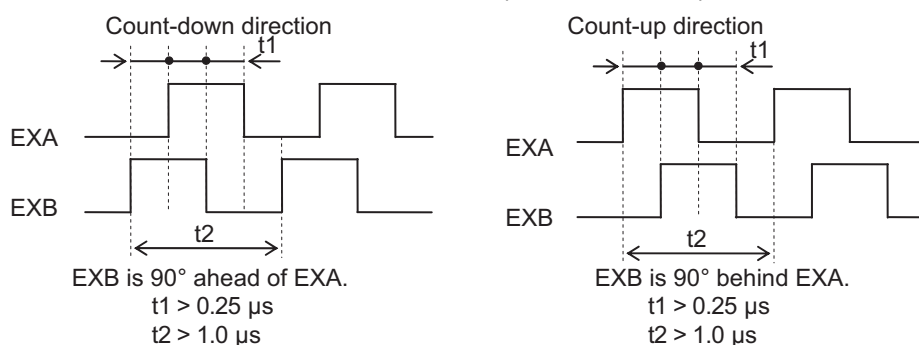 Count-down direction
t1
EXA
EXB
t2
EXB is 90° ahead of EXA.
t1 > 0.25 µs
t2 > 1.0 µs
Count-up direction
t1
EXA
EXB
t2
EXB is 90° behind EXA.
t1 > 0.25 µs
t2 > 1.0 µs